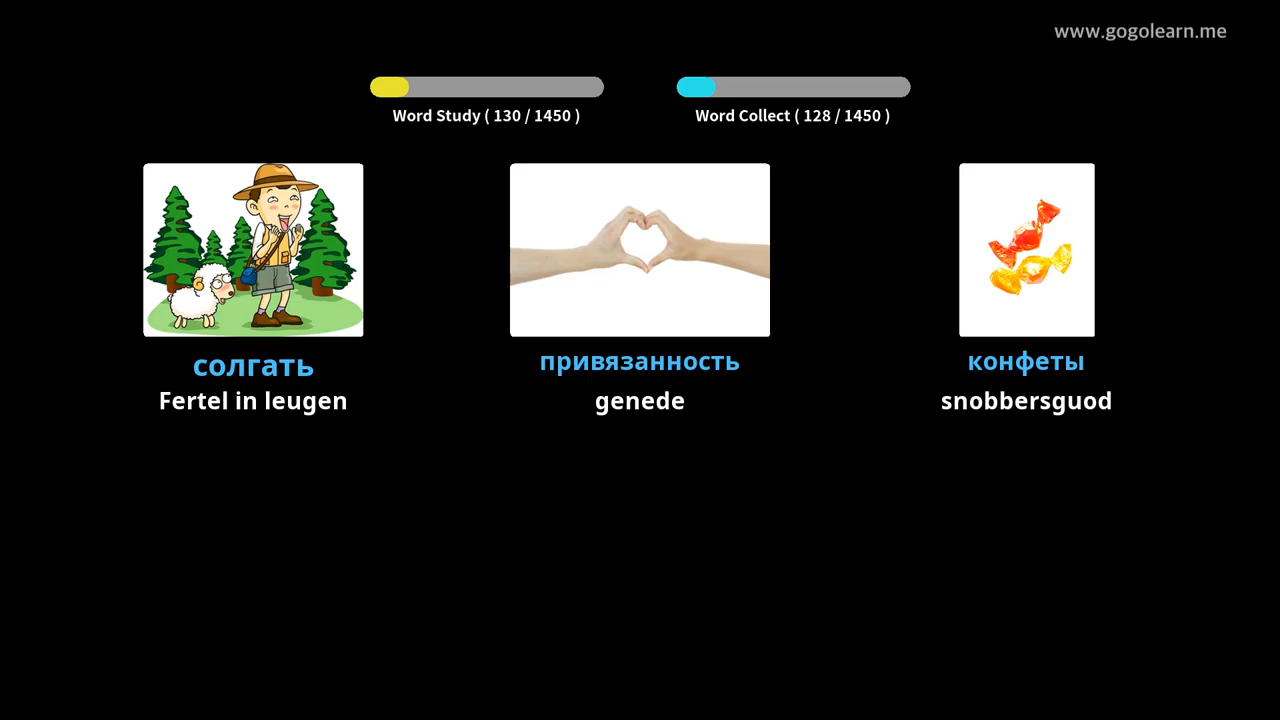 www.gogolearn.me
Word Study ( 130 / 1450 )
Word Collect ( 128 / 1450 )
солгать
привязанность
конфеты
Fertel in leugen
genede
snobbersguod